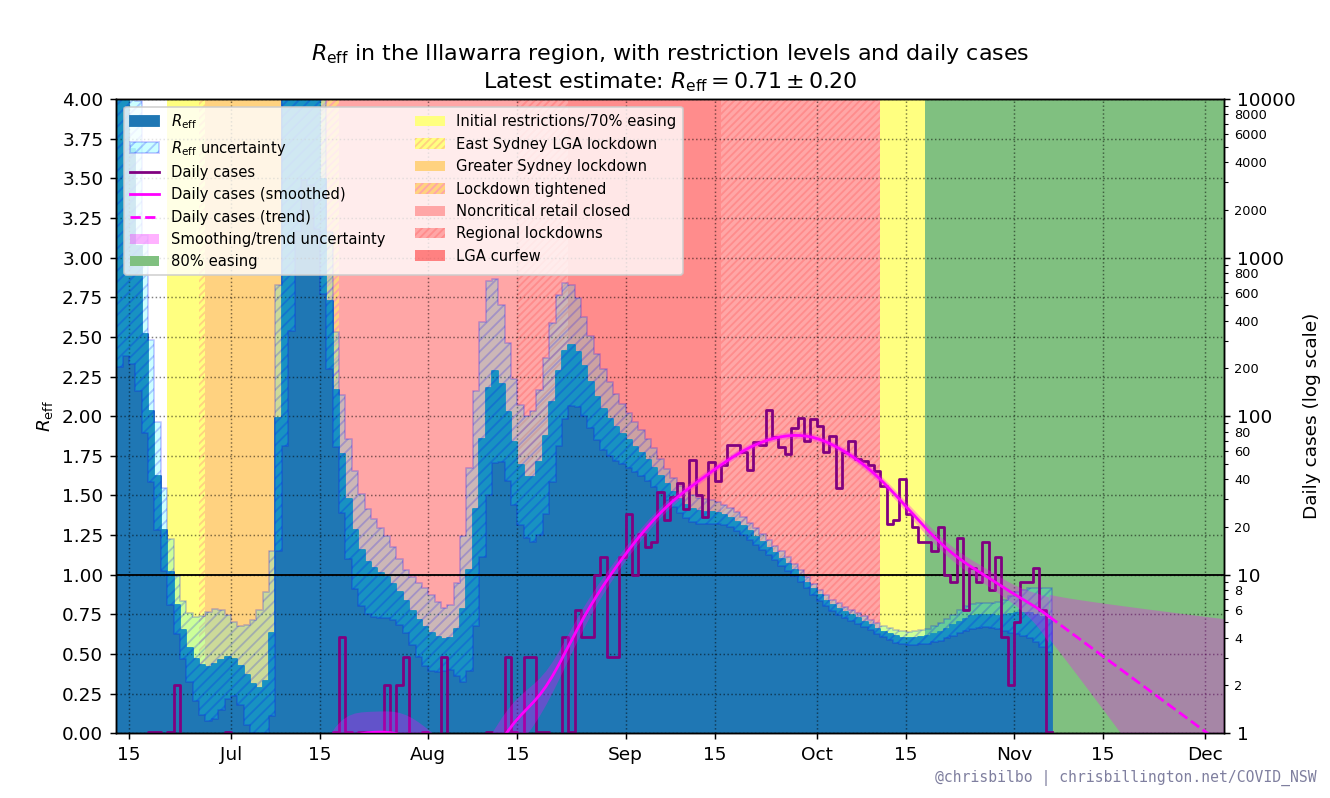 Reff in the Illawarra region, with restriction levels and daily cases
Latest estimate: Reff = 0.71 ± 0.20
Reff
Reff uncertainty
Daily cases
Daily cases (smoothed)
Daily cases (trend)
Smoothing/trend uncertainty
80% easing
Initial restrictions/70% easing
East Sydney LGA lockdown
Greater Sydney lockdown
Lockdown tightened
Noncritical retail closed
Regional lockdowns
LGA curfew
Reff
4.00
3.75
3.50
3.25
3.00
2.75
2.50
2.25
2.00
1.75
1.50
1.25
1.00
0.75
0.50
0.25
0.00
10000
8000
6000
4000
2000
1000
800
600
400
200
100
80
60
40
20
10
8
6
4
2
1
Daily cases (log scale)
15 Jul 15 Aug 15 Sep 15 Oct 15 Nov 15 Dec
@chrisbilbo | chrisbillington.net/COVID_NSW